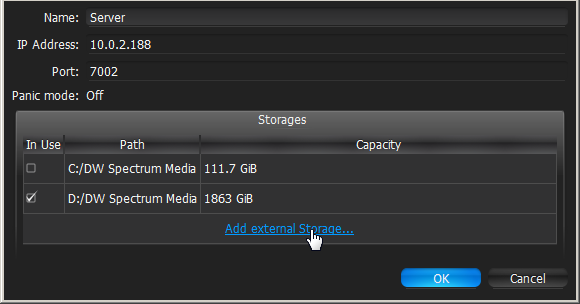 Name: Server
IP Address: 10.0.2.188
Port: 7002
Panic mode: Off
Storages
In Use Path Capacity
C:/DW Spectrum Media 111.7 GiB
D:/DW Spectrum Media 1863 GiB
Add external Storage...
OK Cancel